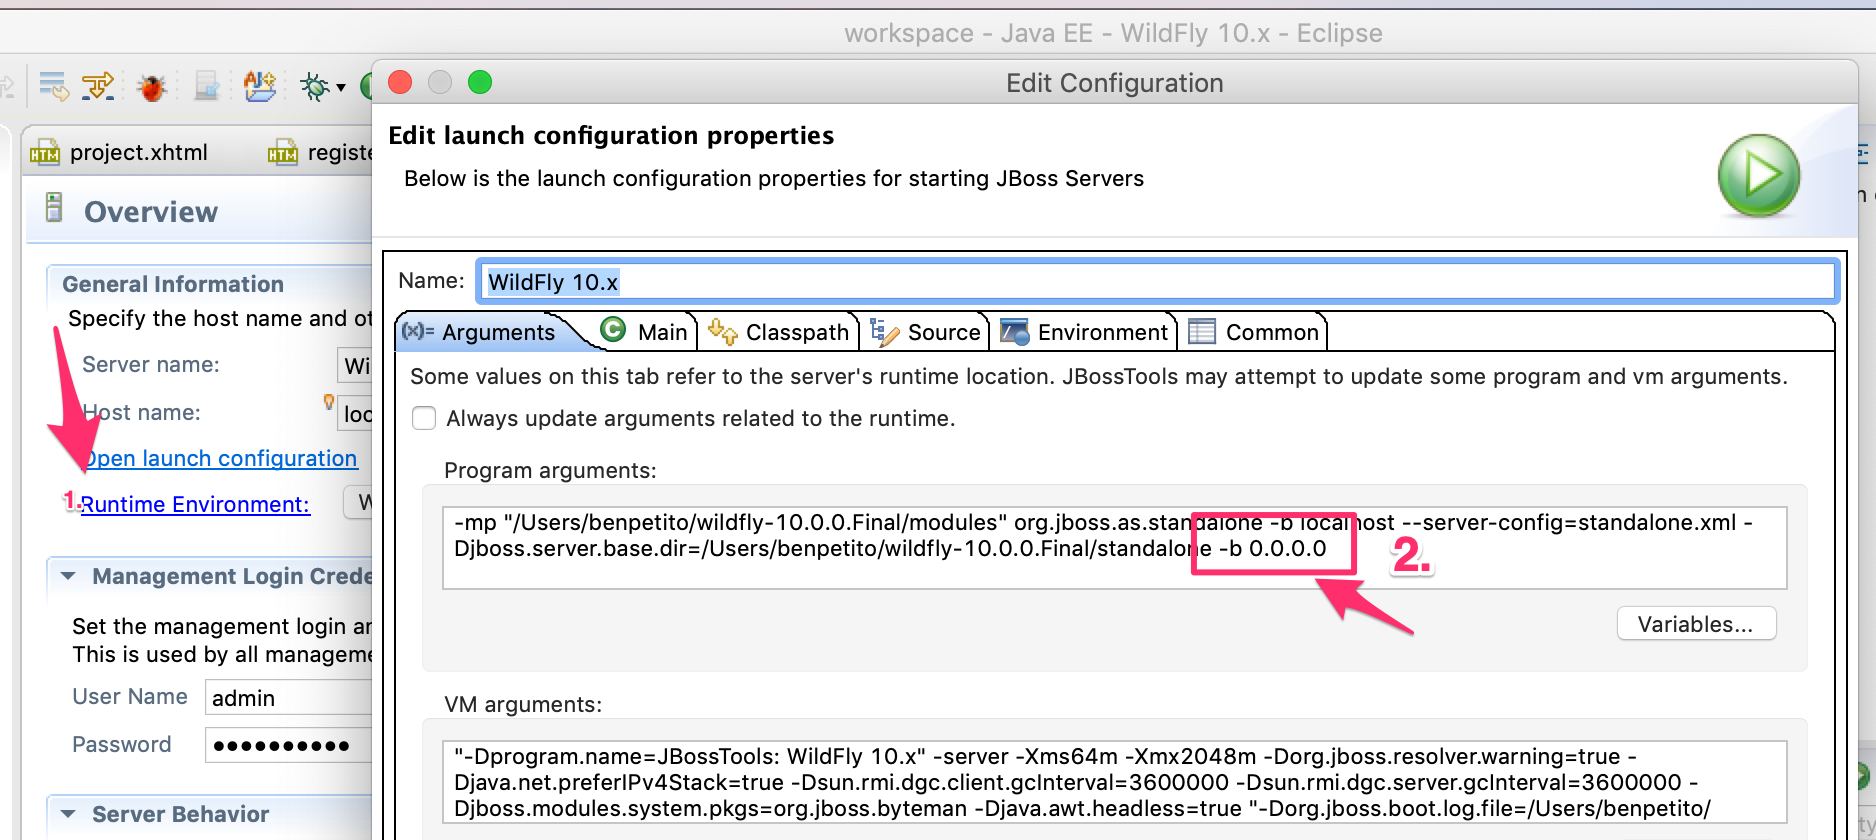 workspace - Java EE - WildFly 10.x - Eclipse
Edit Configuration
project.xhtml
registe
Edit launch configuration properties
Below is the launch configuration properties for starting JBoss Servers
Overview
General Information
Specify the host name and ot
Server name:
Wi
Host name:
loc
Open launch configuration
1.
Runtime Environment:
W
Management Login Crede
Set the management login an
This is used by all manageme
User Name
admin
Password
●●●●●●●●●●
Server Behavior
Name:
WildFly 10.x
(x)= Arguments
Main
Classpath
Source
Environment
Common
Some values on this tab refer to the server's runtime location. JBossTools may attempt to update some program and vm arguments.
Always update arguments related to the runtime.
Program arguments:
-mp "/Users/benpetito/wildfly-10.0.0.Final/modules" org.jboss.as.standalone -b localhost --server-config=standalone.xml -
Djboss.server.base.dir=/Users/benpetito/wildfly-10.0.0.Final/standalone -b 0.0.0.0
2.
Variables...
VM arguments:
"-Dprogram.name=JBossTools: WildFly 10.x" -server -Xms64m -Xmx2048m -Dorg.jboss.resolver.warning=true -
Djava.net.preferIPv4Stack=true -Dsun.rmi.dgc.client.gcInterval=3600000 -Dsun.rmi.dgc.server.gcInterval=3600000 -
Djboss.modules.system.pkgs=org.jboss.byteman -Djava.awt.headless=true "-Dorg.jboss.boot.log.file=/Users/benpetito/